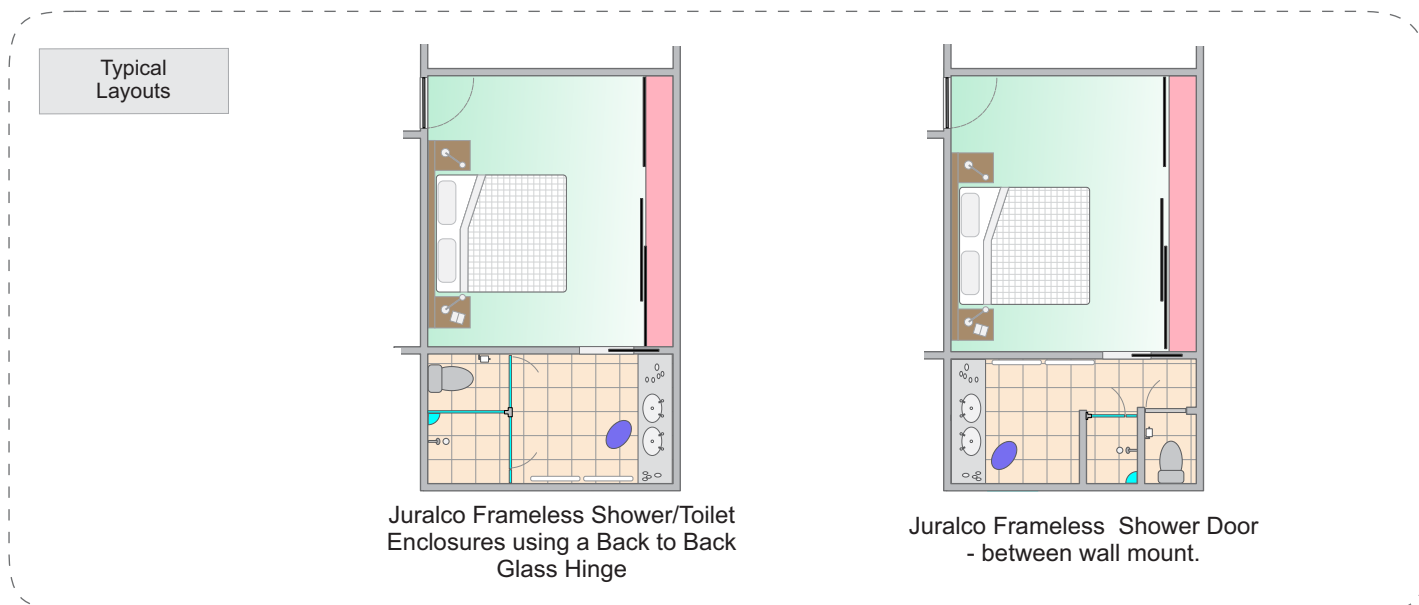 Typical
Layouts
Juralco Frameless Shower/Toilet
Enclosures using a Back to Back
Glass Hinge
Juralco Frameless  Shower Door
- between wall mount.